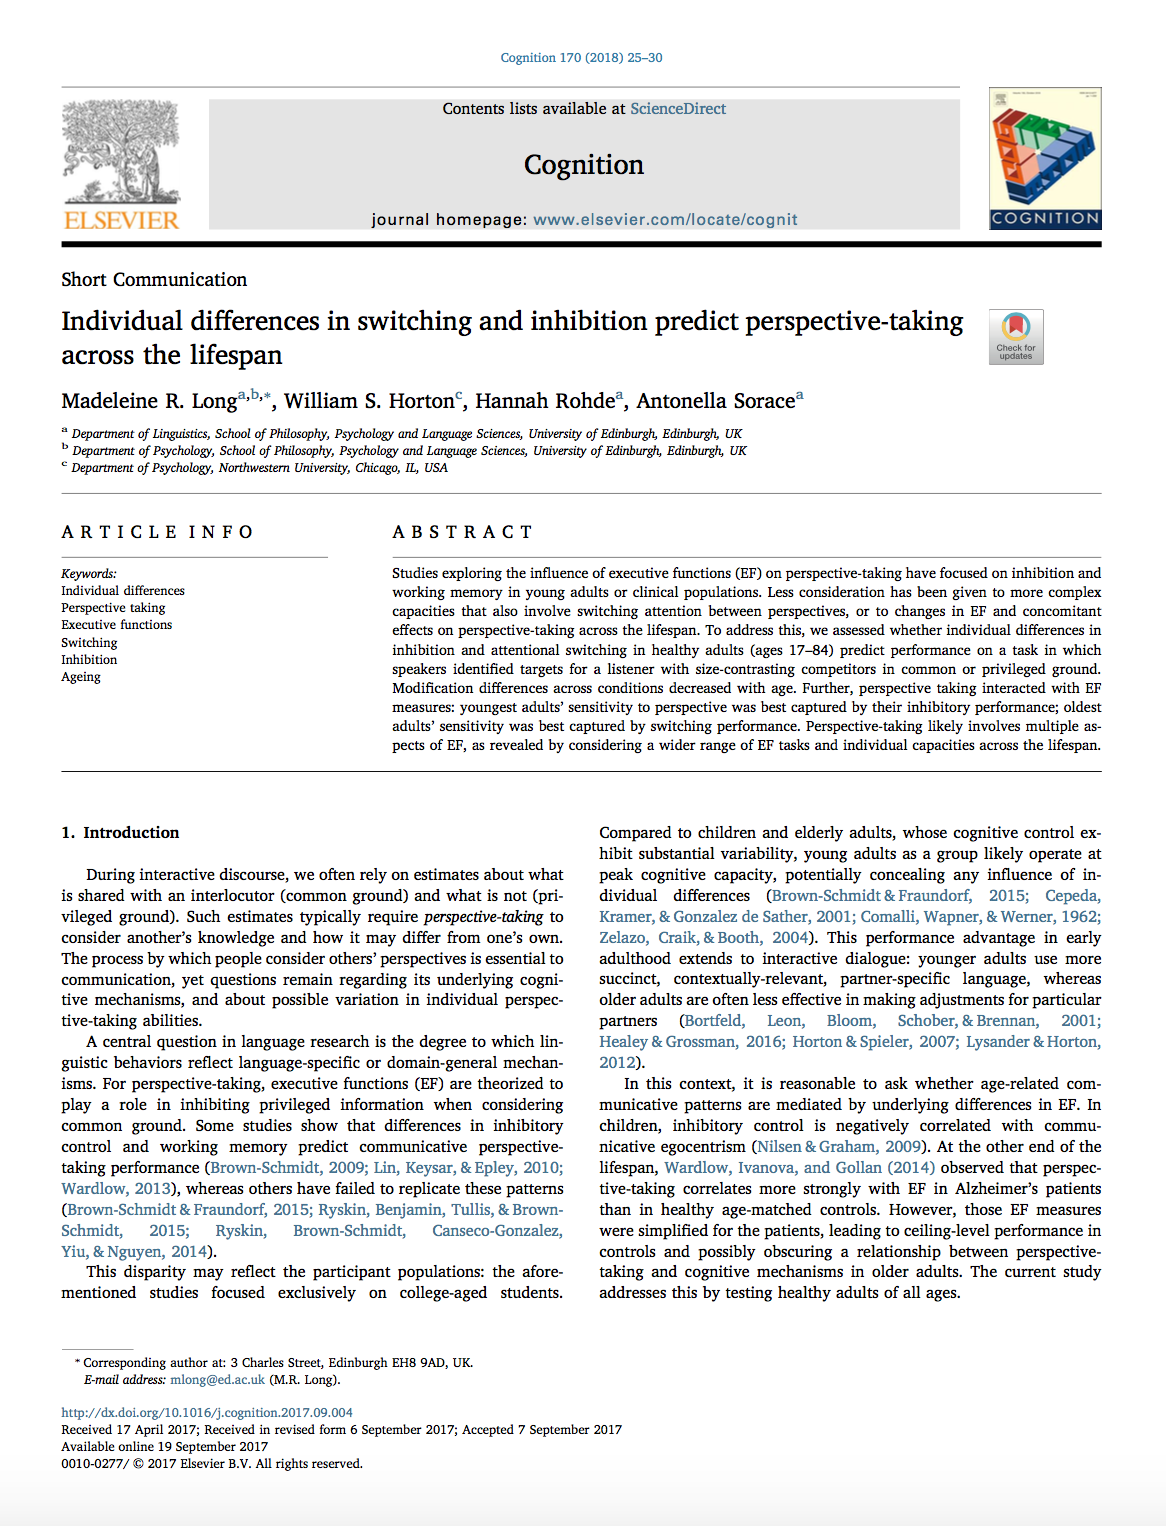 Cognition 170 (2018) 25–30
Contents lists available at ScienceDirect
Cognition
journal homepage: www.elsevier.com/locate/cognit
ELSEVIER
COGNITION
Short Communication
Individual differences in switching and inhibition predict perspective-taking
across the lifespan
Check for
updates
Madeleine R. Longa,b,*, William S. Hortonc, Hannah Rohdea, Antonella Soracea
a Department of Linguistics, School of Philosophy, Psychology and Language Sciences, University of Edinburgh, Edinburgh, UK
b Department of Psychology, School of Philosophy, Psychology and Language Sciences, University of Edinburgh, Edinburgh, UK
c Department of Psychology, Northwestern University, Chicago, IL, USA
ARTICLE INFO
Keywords:
Individual differences
Perspective taking
Executive functions
Switching
Inhibition
Ageing
ABSTRACT
Studies exploring the influence of executive functions (EF) on perspective-taking have focused on inhibition and
working memory in young adults or clinical populations. Less consideration has been given to more complex
capacities that also involve switching attention between perspectives, or to changes in EF and concomitant
effects on perspective-taking across the lifespan. To address this, we assessed whether individual differences in
inhibition and attentional switching in healthy adults (ages 17–84) predict performance on a task in which
speakers identified targets for a listener with size-contrasting competitors in common or privileged ground.
Modification differences across conditions decreased with age. Further, perspective taking interacted with EF
measures: youngest adults' sensitivity to perspective was best captured by their inhibitory performance; oldest
adults' sensitivity was best captured by switching performance. Perspective-taking likely involves multiple as-
pects of EF, as revealed by considering a wider range of EF tasks and individual capacities across the lifespan.
1. Introduction
During interactive discourse, we often rely on estimates about what
is shared with an interlocutor (common ground) and what is not (pri-
vileged ground). Such estimates typically require perspective-taking to
consider another's knowledge and how it may differ from one's own.
The process by which people consider others' perspectives is essential to
communication, yet questions remain regarding its underlying cogni-
tive mechanisms, and about possible variation in individual perspec-
tive-taking abilities.
A central question in language research is the degree to which lin-
guistic behaviors reflect language-specific or domain-general mechan-
isms. For perspective-taking, executive functions (EF) are theorized to
play a role in inhibiting privileged information when considering
common ground. Some studies show that differences in inhibitory
control and working memory predict communicative perspective-
taking performance (Brown-Schmidt, 2009; Lin, Keysar, & Epley, 2010;
Wardlow, 2013), whereas others have failed to replicate these patterns
(Brown-Schmidt & Fraundorf, 2015; Ryskin, Benjamin, Tullis, & Brown-
Schmidt, 2015; Ryskin, Brown-Schmidt, Canseco-Gonzalez,
Yiu, & Nguyen, 2014).
This disparity may reflect the participant populations: the afore-
mentioned studies focused exclusively on college-aged students.
Compared to children and elderly adults, whose cognitive control ex-
hibit substantial variability, young adults as a group likely operate at
peak cognitive capacity, potentially concealing any influence of in-
dividual differences (Brown-Schmidt & Fraundorf, 2015; Cepeda,
Kramer, & Gonzalez de Sather, 2001; Comalli, Wapner, & Werner, 1962;
Zelazo, Craik, & Booth, 2004). This performance advantage in early
adulthood extends to interactive dialogue: younger adults use more
succinct, contextually-relevant, partner-specific language, whereas
older adults are often less effective in making adjustments for particular
partners (Bortfeld, Leon, Bloom, Schober, & Brennan, 2001;
Healey & Grossman, 2016; Horton & Spieler, 2007; Lysander & Horton,
2012).
In this context, it is reasonable to ask whether age-related com-
municative patterns are mediated by underlying differences in EF. In
children, inhibitory control is negatively correlated with commu-
nicative egocentrism (Nilsen & Graham, 2009). At the other end of the
lifespan, Wardlow, Ivanova, and Gollan (2014) observed that perspec-
tive-taking correlates more strongly with EF in Alzheimer's patients
than in healthy age-matched controls. However, those EF measures
were simplified for the patients, leading to ceiling-level performance in
controls and possibly obscuring a relationship between perspective-
taking and cognitive mechanisms in older adults. The current study
addresses this by testing healthy adults of all ages.
* Corresponding author at: 3 Charles Street, Edinburgh EH8 9AD, UK.
E-mail address: mlong@ed.ac.uk (M.R. Long).
http://dx.doi.org/10.1016/j.cognition.2017.09.004
Received 17 April 2017; Received in revised form 6 September 2017; Accepted 7 September 2017
Available online 19 September 2017
0010-0277/ © 2017 Elsevier B.V. All rights reserved.